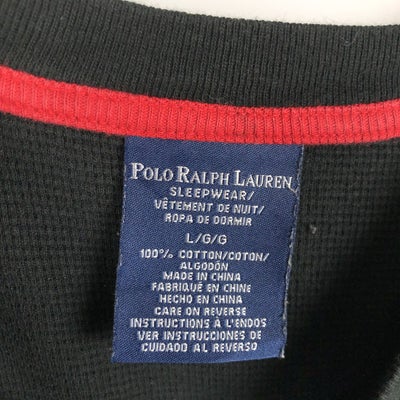 POLO RALPH LAUREN
SLEEPWEAR/
VÊTEMENT DE NUIT/
ROPA DE DORMIR
L/G/G
100% COTTON/COTON/
ALGODÓN
MADE IN CHINA
FABRIQUÉ EN CHINE
HECHO EN CHINA
CARE ON REVERSE
INSTRUCTIONS À L'ENDOS
VER INSTRUCCIONES DE
CUIDADO AL REVERSO